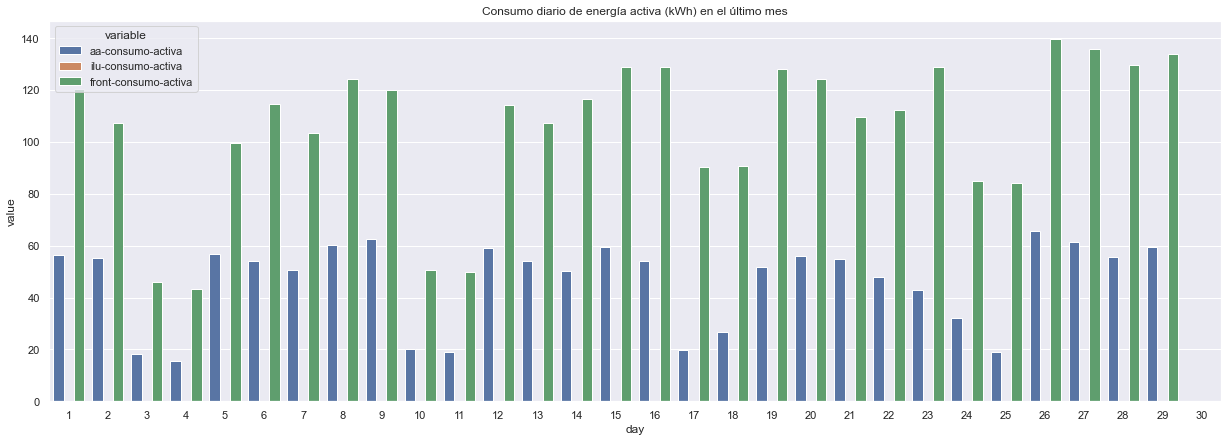 Consumo diario de energía activa (kWh) en el último mes
variable
aa-consumo-activa
ilu-consumo-activa
front-consumo-activa
140
120
100
80
60
40
20
0
value
1 2 3 4 5 6 7 8 9 10 11 12 13 14 15 16 17 18 19 20 21 22 23 24 25 26 27 28 29 30
day